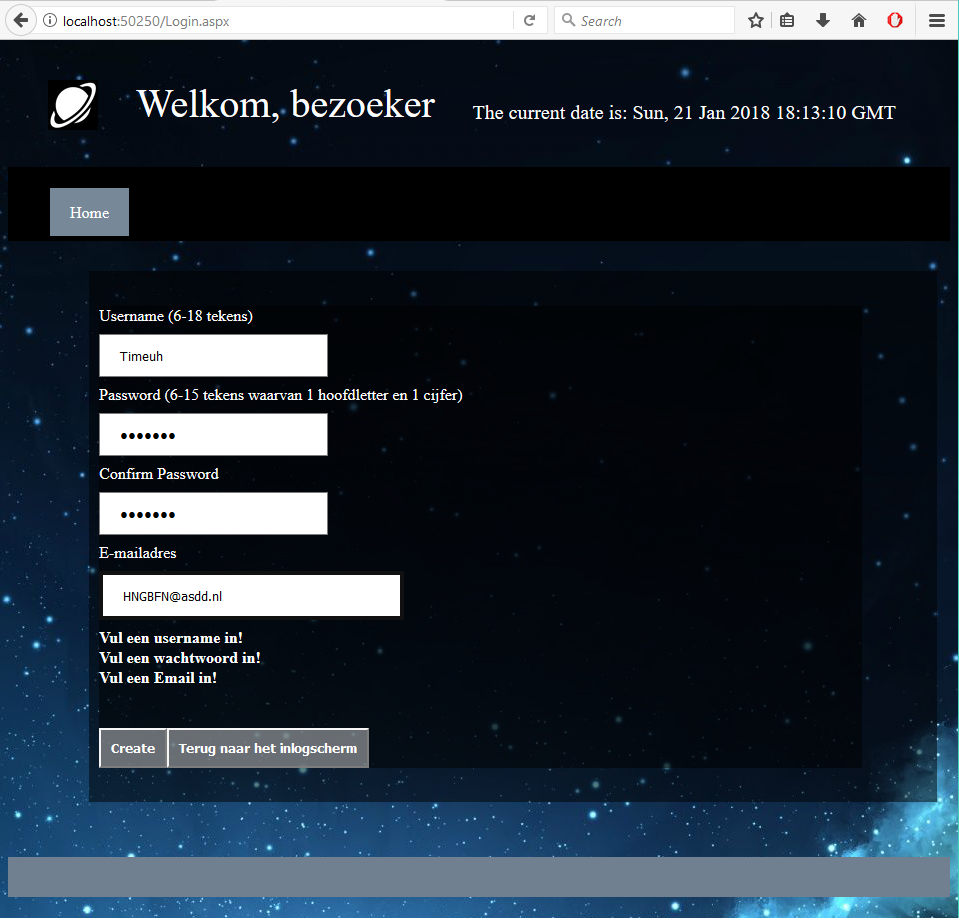 localhost:50250/Login.aspx
Search
Welkom, bezoeker
The current date is: Sun, 21 Jan 2018 18:13:10 GMT
Home
Username (6-18 tekens)
Timeuh
Password (6-15 tekens waarvan 1 hoofdletter en 1 cijfer)
•••••••
Confirm Password
•••••••
E-mailadres
HNGBFN@asdd.nl
Vul een username in!
Vul een wachtwoord in!
Vul een Email in!
Create
Terug naar het inlogscherm